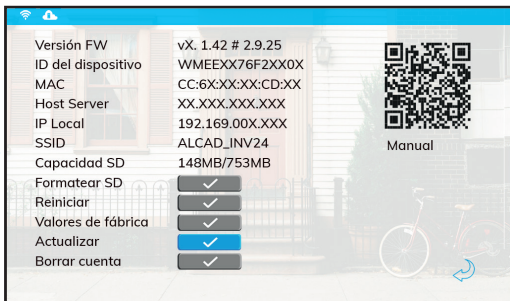 Versión FW vX. 1.42 # 2.9.25
ID del dispositivo WMEEXX76F2XX0X
MAC CC:6X:XX:XX:CD:XX
Host Server XX.XXX.XXX.XXX
IP Local 192.169.00X.XXX
SSID ALCAD_INV24
Manual
Capacidad SD 148MB/753MB
Formatear SD
Reiniciar
Valores de fábrica
Actualizar
Borrar cuenta